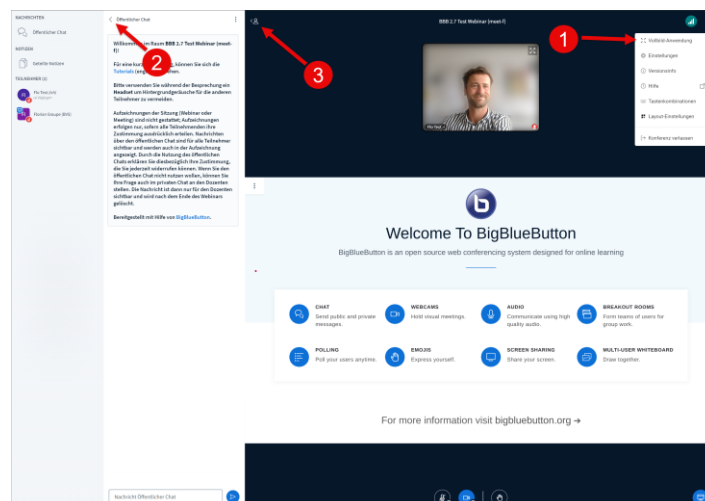 NACHRICHTEN
Öffentlicher Chat
NOTIZEN
Geteilte Notizen
TEILNEHMER (2)
Öffentlicher Chat
Willkommen im Raum BBB 2.7 Test Webinar (meet-
f)!
Für eine kurze, können Sie sich die
Tutorials
Bitte verwenden Sie während der Besprechung ein
Headset um Hintergrundgeräusche für die anderen
Teilnehmer zu vermeiden.
Aufzeichnungen der Sitzung (Webinar oder
Meeting) sind nicht gestattet; Aufzeichnungen
erfolgen nur, sofern alle Teilnehmenden ihre
Zustimmung ausdrücklich erteilen. Nachrichten
über den öffentlichen Chat sind für alle Teilnehmer
sichtbar und werden auch in der Aufzeichnung
angezeigt. Durch die Nutzung des öffentlichen
Chats erklären Sie diesbezüglich Ihre Zustimmung,
die Sie jederzeit widerrufen können. Wenn Sie den
öffentlichen Chat nicht nutzen wollen, können Sie
Ihre Frage auch im privaten Chat an den Dozenten
stellen. Die Nachricht ist dann nur für den Dozenten
sichtbar und wird nach dem Ende des Webinars
gelöscht.
Bereitgestellt mit Hilfe von BigBlueButton.
Nachricht Öffentlicher Chat
2
3
1
BBB 2.7 Test Webinar (meet-f)
Vollbild-Anwendung
Einstellungen
Versionsinfo
Hilfe
Tastenkombinationen
Layout-Einstellungen
Konferenz verlassen
b
Welcome To BigBlueButton
BigBlueButton is an open source web conferencing system designed for online learning
CHAT
Send public and private
messages.
WEBCAMS
Hold visual meetings.
AUDIO
Communicate using high
quality audio.
BREAKOUT ROOMS
Form teams of users for
group work.
POLLING
Poll your users anytime.
EMOJIS
Express yourself.
SCREEN SHARING
Share your screen.
MULTI-USER WHITEBOARD
Draw together.
For more information visit bigbluebutton.org →